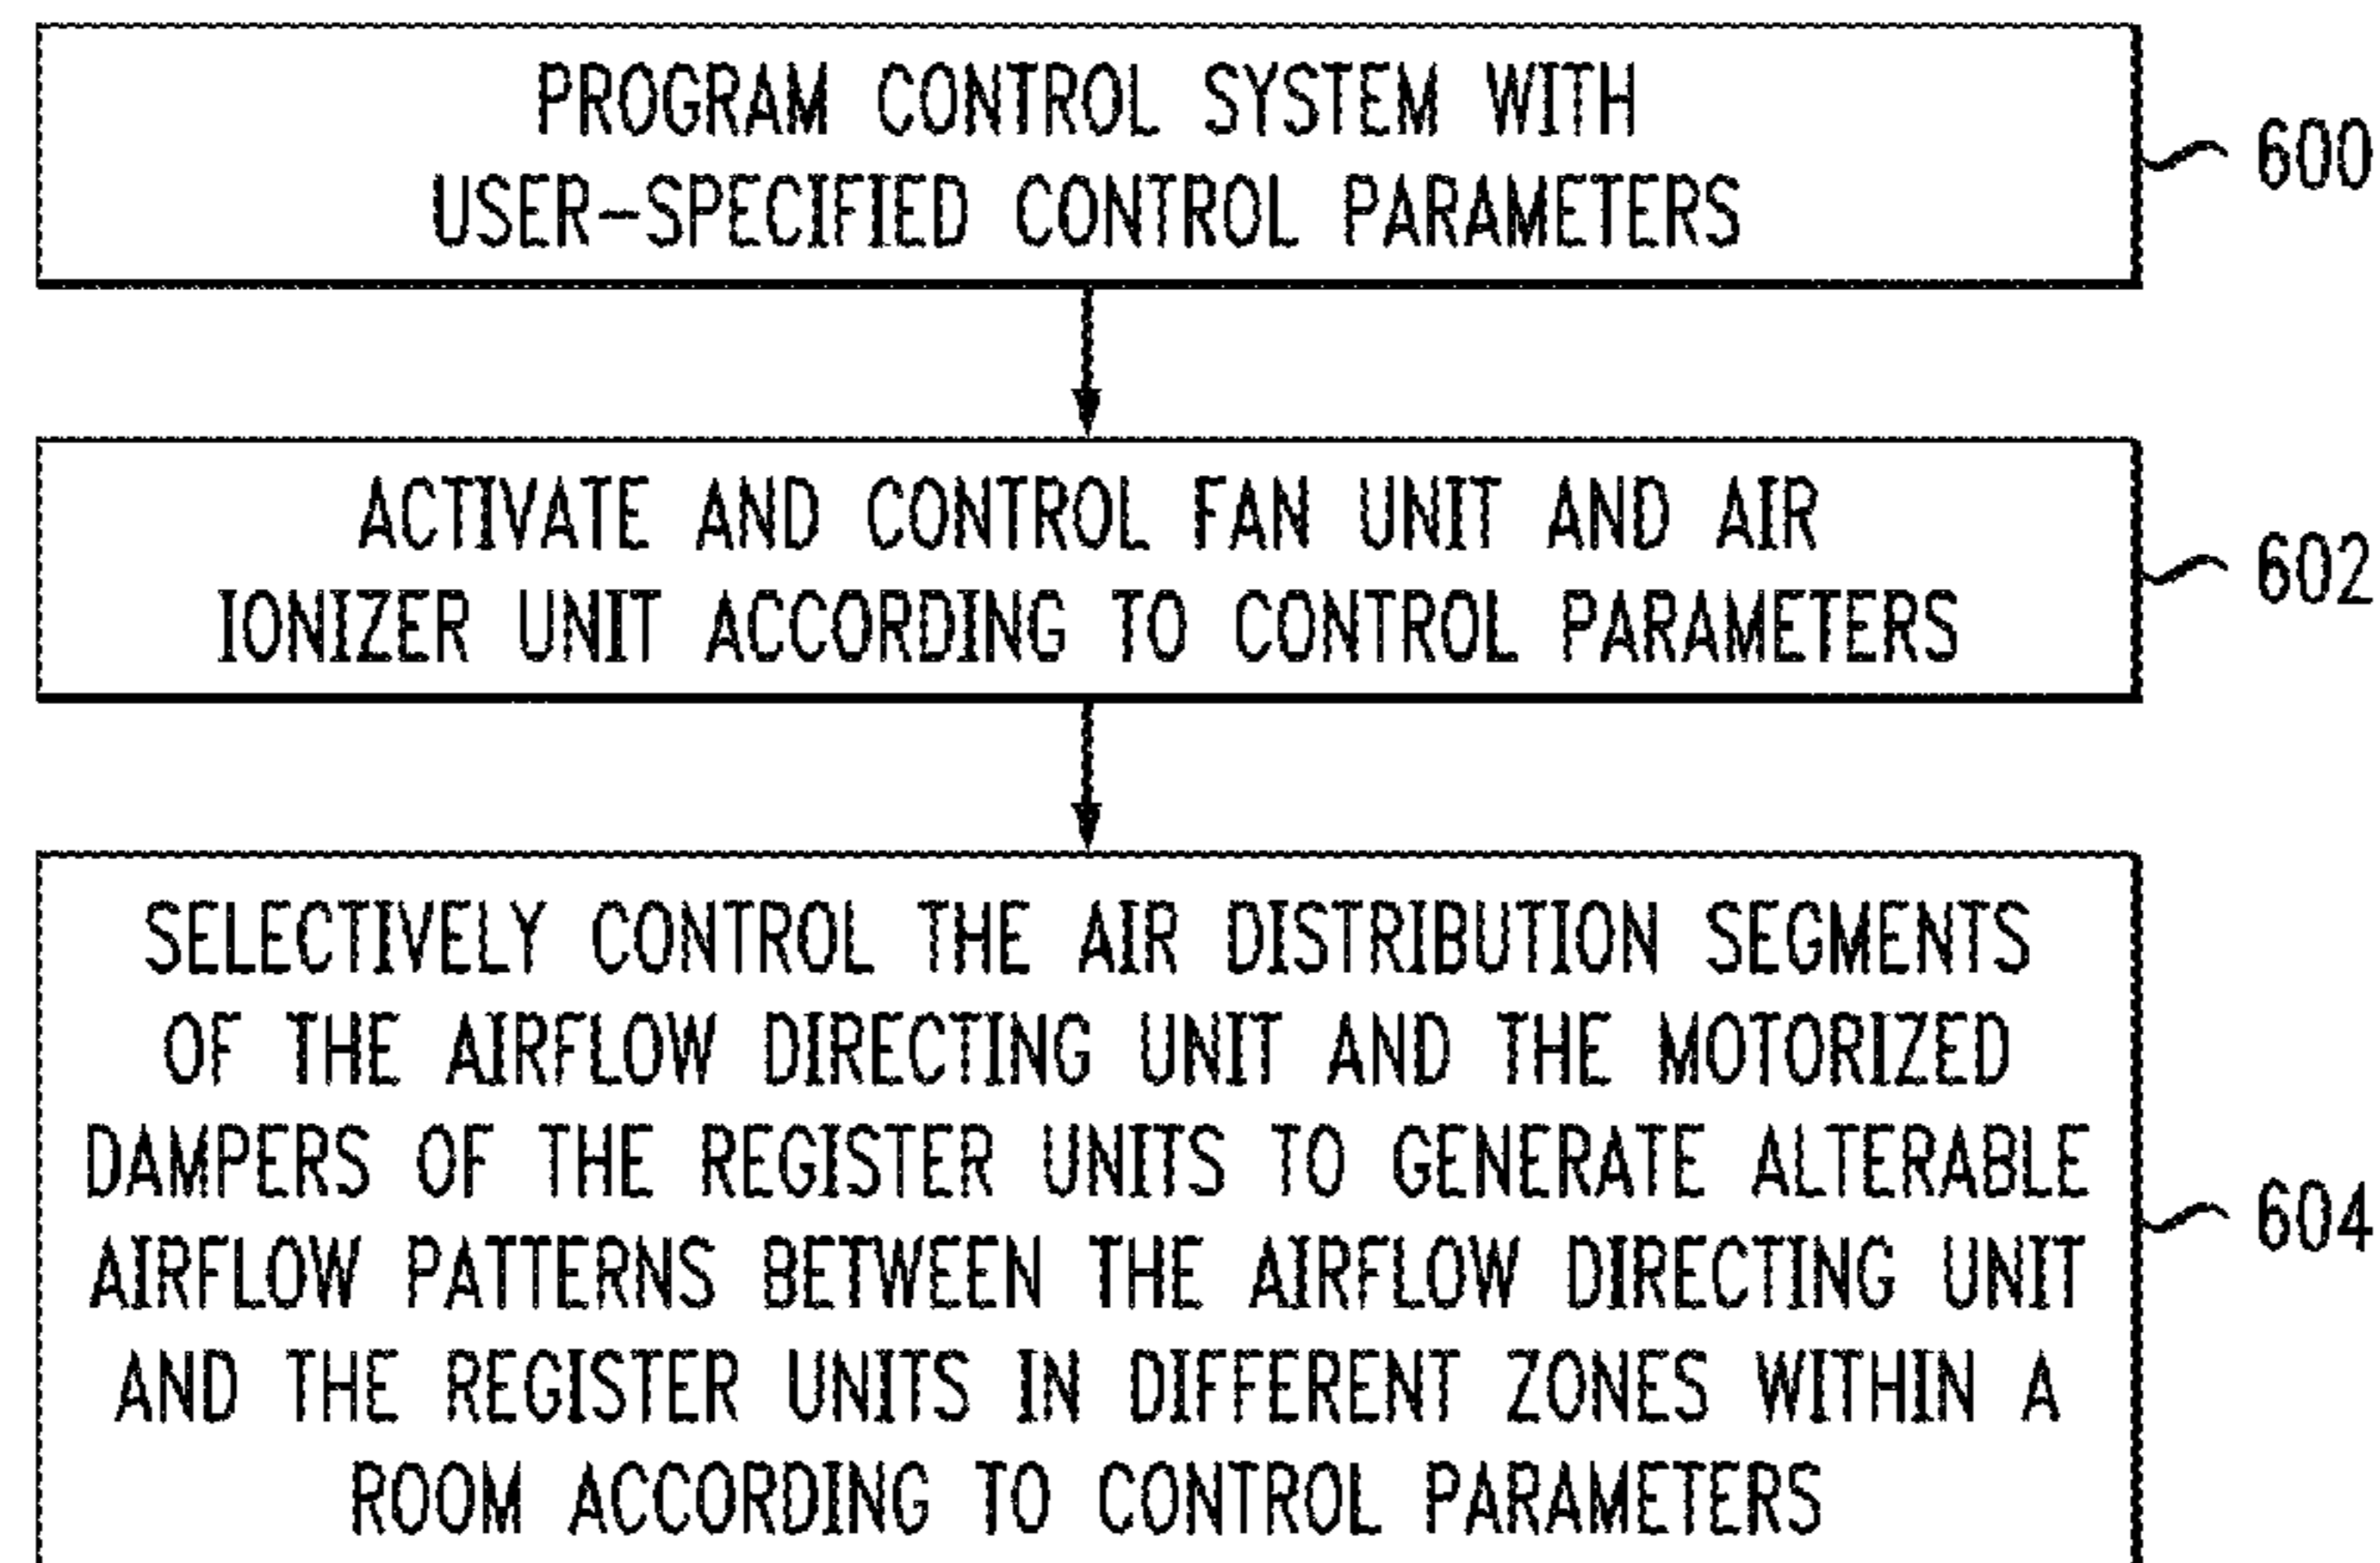 PROGRAM CONTROL SYSTEM WITH
USER-SPECIFIED CONTROL PARAMETERS
600
ACTIVATE AND CONTROL FAN UNIT AND AIR
IONIZER UNIT ACCORDING TO CONTROL PARAMETERS
602
SELECTIVELY CONTROL THE AIR DISTRIBUTION SEGMENTS
OF THE AIRFLOW DIRECTING UNIT AND THE MOTORIZED
DAMPERS OF THE REGISTER UNITS TO GENERATE ALTERABLE
AIRFLOW PATTERNS BETWEEN THE AIRFLOW DIRECTING UNIT
AND THE REGISTER UNITS IN DIFFERENT ZONES WITHIN A
ROOM ACCORDING TO CONTROL PARAMETERS
604